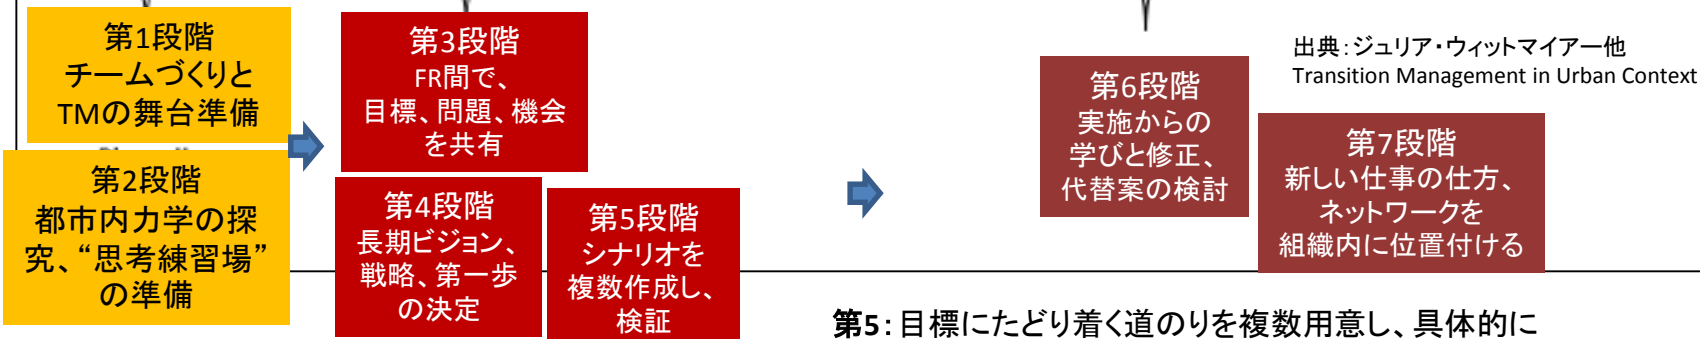 第1段階
チームづくりと
TMの舞台準備
第2段階
都市内力学の探
究、“思考練習場”
の準備
第3段階
FR間で、
目標、問題、機会
を共有
第4段階
長期ビジョン、
戦略、第一歩
の決定
第5段階
シナリオを
複数作成し、
検証
第6段階
実施からの
学びと修正、
代替案の検討
第7段階
新しい仕事の仕方、
ネットワークを
組織内に位置付ける
出典：ジュリア・ウィットマイアー他
Transition Management in Urban Context
第5：目標にたどり着く道のりを複数用意し、具体的に